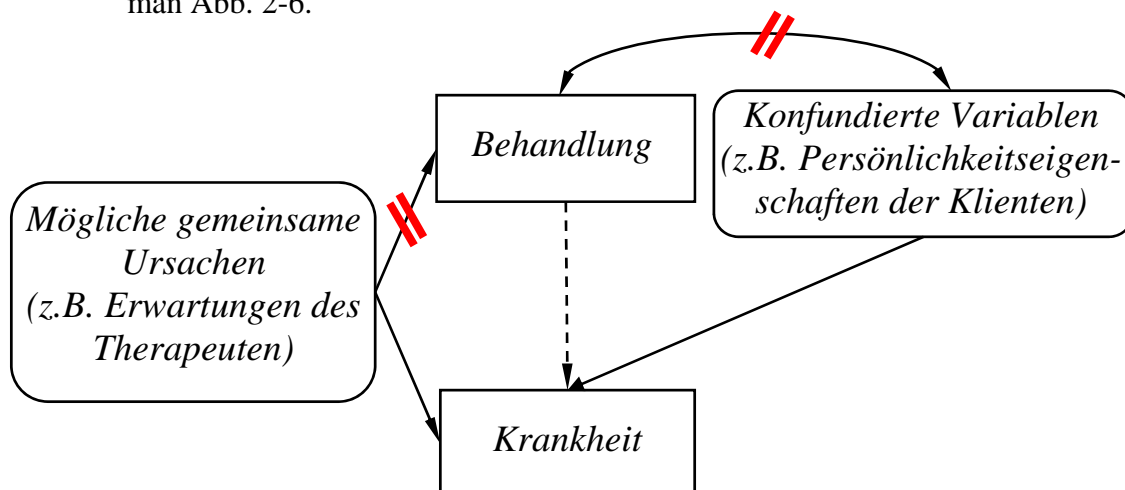 man Abb. 2-6.
Behandlung
Konfundierte Variablen
(z.B. Persönlichkeitseigen-
schaften der Klienten)
Mögliche gemeinsame
Ursachen
(z.B. Erwartungen des
Therapeuten)
Krankheit